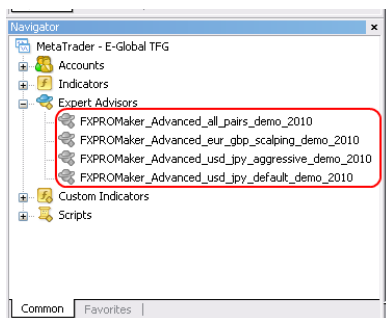 Navigator
MetaTrader - E-Global TFG
Accounts
Indicators
Expert Advisors
FXPROMaker_Advanced_all_pairs_demo_2010
FXPROMaker_Advanced_eur_gbp_scalping_demo_2010
FXPROMaker_Advanced_usd_jpy_aggressive_demo_2010
FXPROMaker_Advanced_usd_jpy_default_demo_2010
Custom Indicators
Scripts
Common Favorites